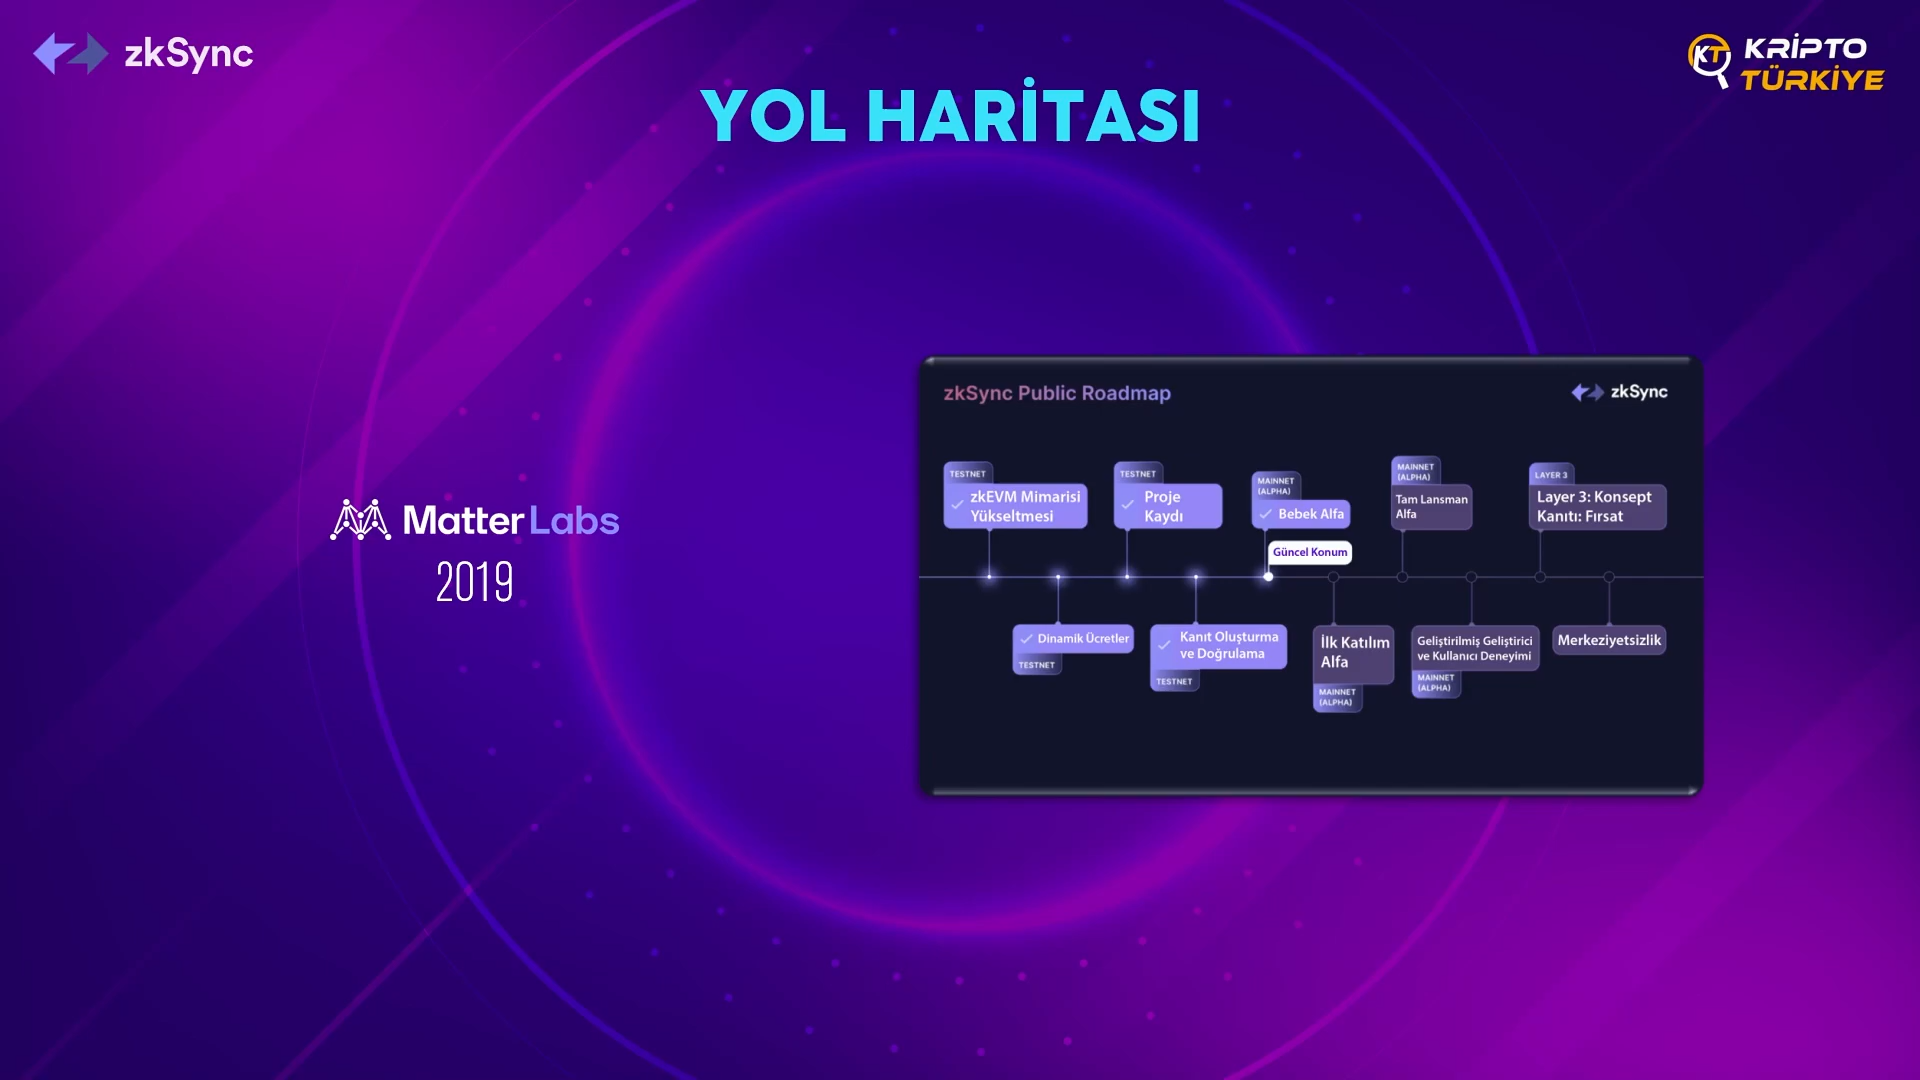 zkSync
KRİPTO
TÜRKİYE
KT
YOL HARİTASI
Matter Labs
2019
zkSync Public Roadmap
zkSync
TESTNET
zkEVM Mimarisi
Yükseltmesi
TESTNET
Proje
Kaydı
MAINNET
(ALPHA)
Bebek Alfa
MAINNET
(ALPHA)
Tam Lansman
Alfa
LAYER 3
Layer 3: Konsept
Kanıtı: Fırsat
Güncel Konum
Dinamik Ücretler
TESTNET
Kanıt Oluşturma
ve Doğrulama
TESTNET
İlk Katılım
Alfa
MAINNET
(ALPHA)
Geliştirilmiş Geliştirici
ve Kullanıcı Deneyimi
MAINNET
(ALPHA)
Merkeziyetsizlik